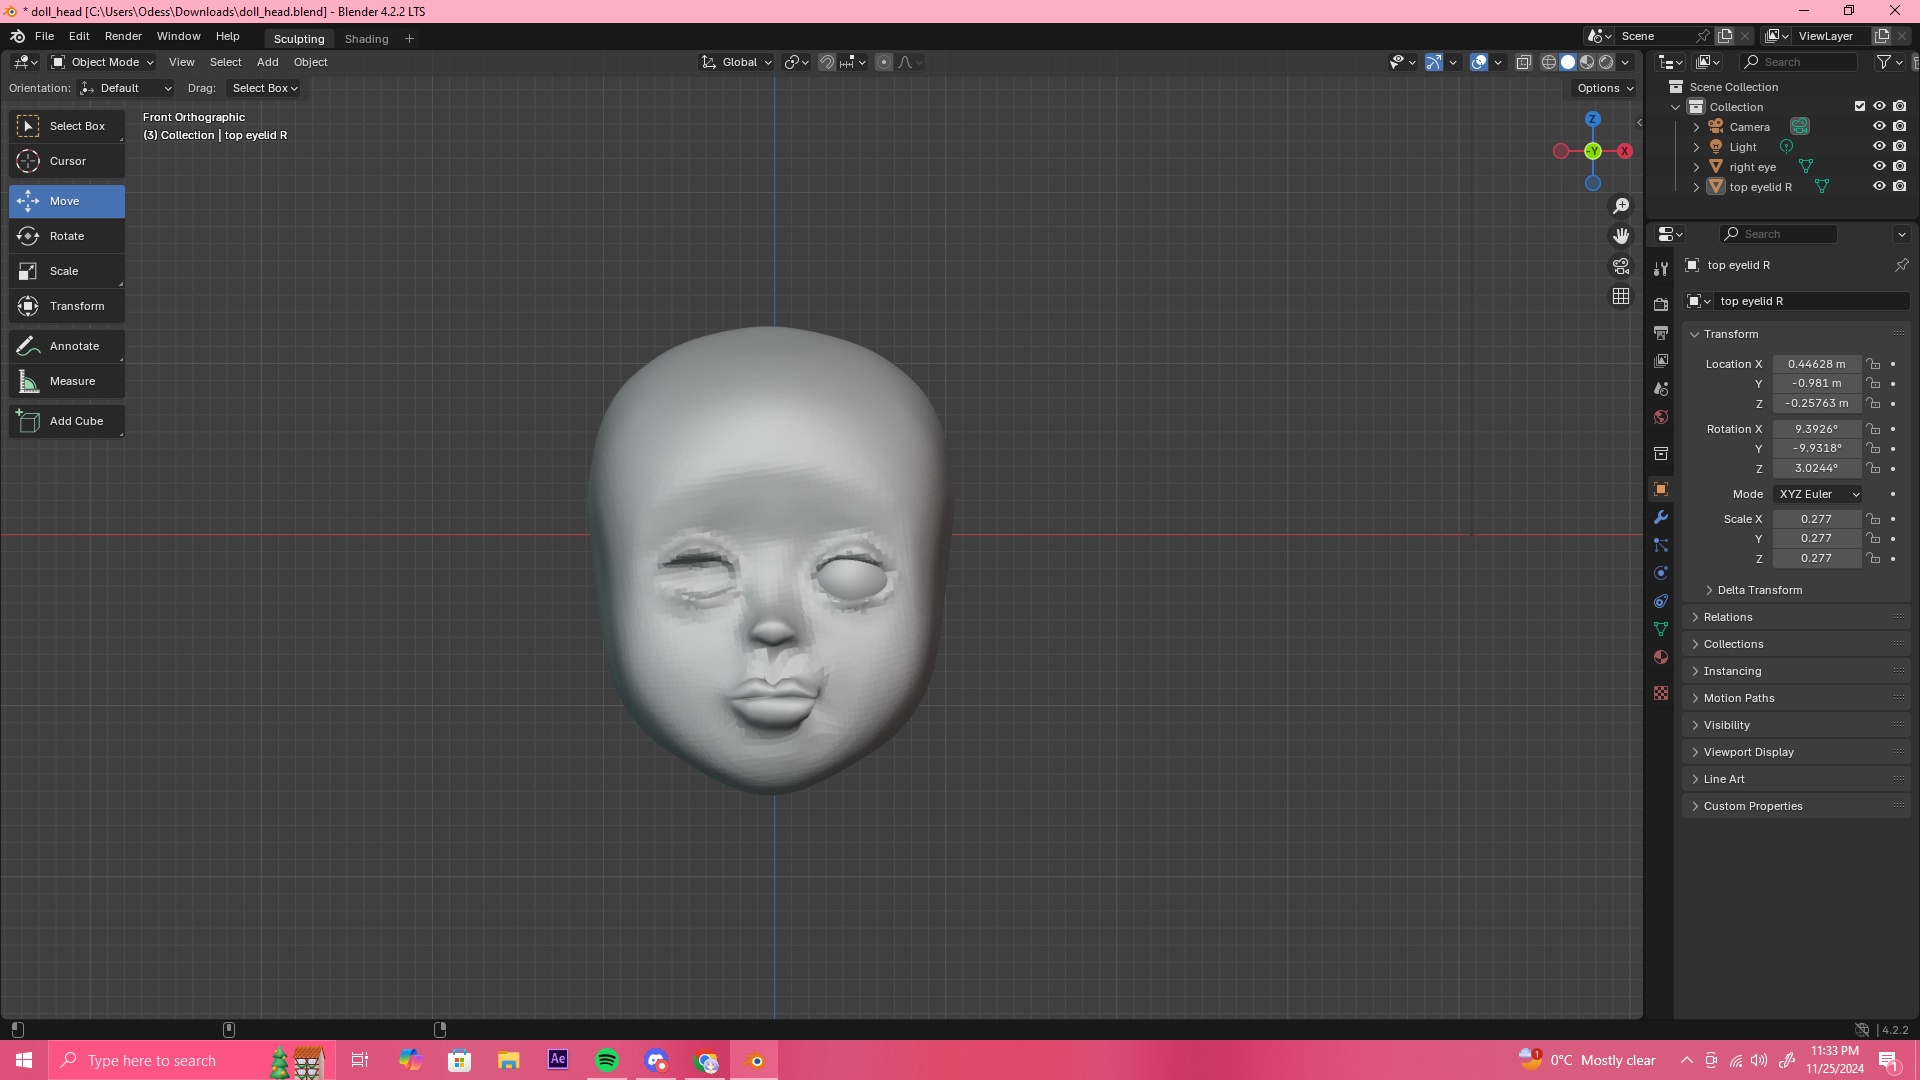 * doll_head [C:\Users\Odess\Downloads\doll_head.blend] - Blender 4.2.2 LTS
File Edit Render Window Help Sculpting Shading + Scene ViewLayer
Object Mode View Select Add Object Global Search
Orientation: Default Drag: Select Box Options
Scene Collection
Collection
Camera
Light
right eye
top eyelid R
Front Orthographic
(3) Collection | top eyelid R
Z
-Y
X
Select Box
Cursor
Move
Rotate
Scale
Transform
Annotate
Measure
Add Cube
Search
top eyelid R
top eyelid R
Transform
Location X 0.44628 m
Y -0.981 m
Z -0.25763 m
Rotation X 9.3926°
Y -9.9318°
Z 3.0244°
Mode XYZ Euler
Scale X 0.277
Y 0.277
Z 0.277
Delta Transform
Relations
Collections
Instancing
Motion Paths
Visibility
Viewport Display
Line Art
Custom Properties
4.2.2
Type here to search
Ae
1
0°C Mostly clear
11:33 PM
11/25/2024
1